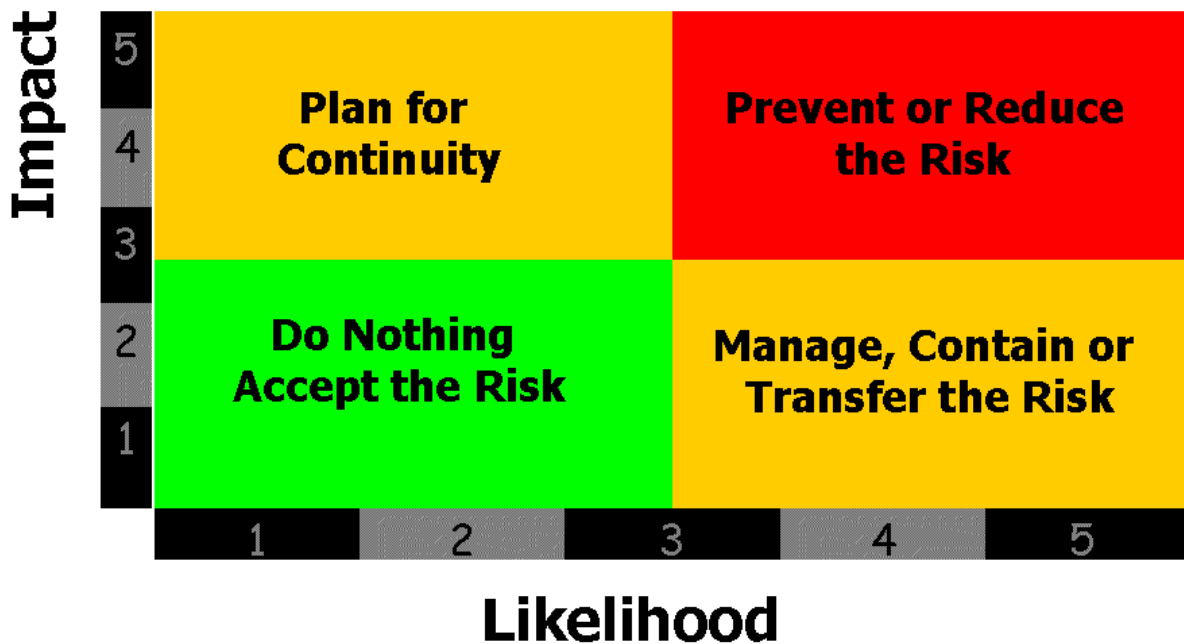 Impact
5
4
3
2
1
Plan for
Continuity
Prevent or Reduce
the Risk
Do Nothing
Accept the Risk
Manage, Contain or
Transfer the Risk
1 2 3 4 5
Likelihood